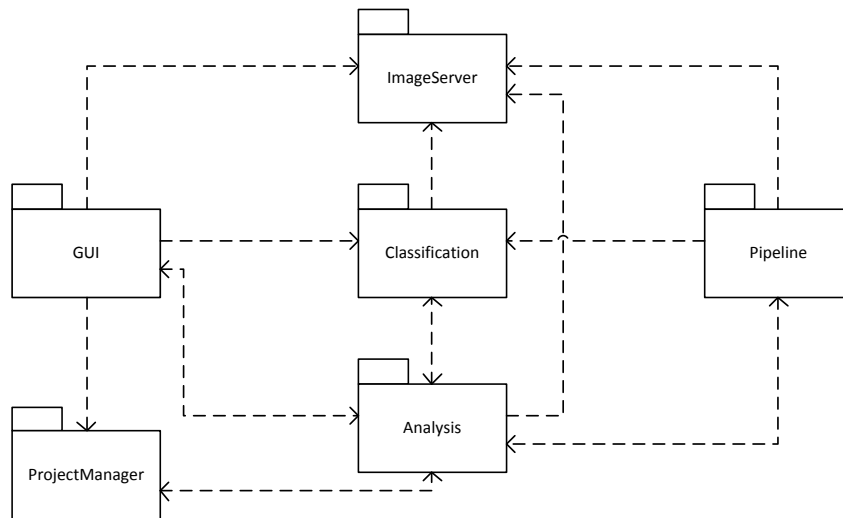 ImageServer
GUI
Classification
Pipeline
Analysis
ProjectManager